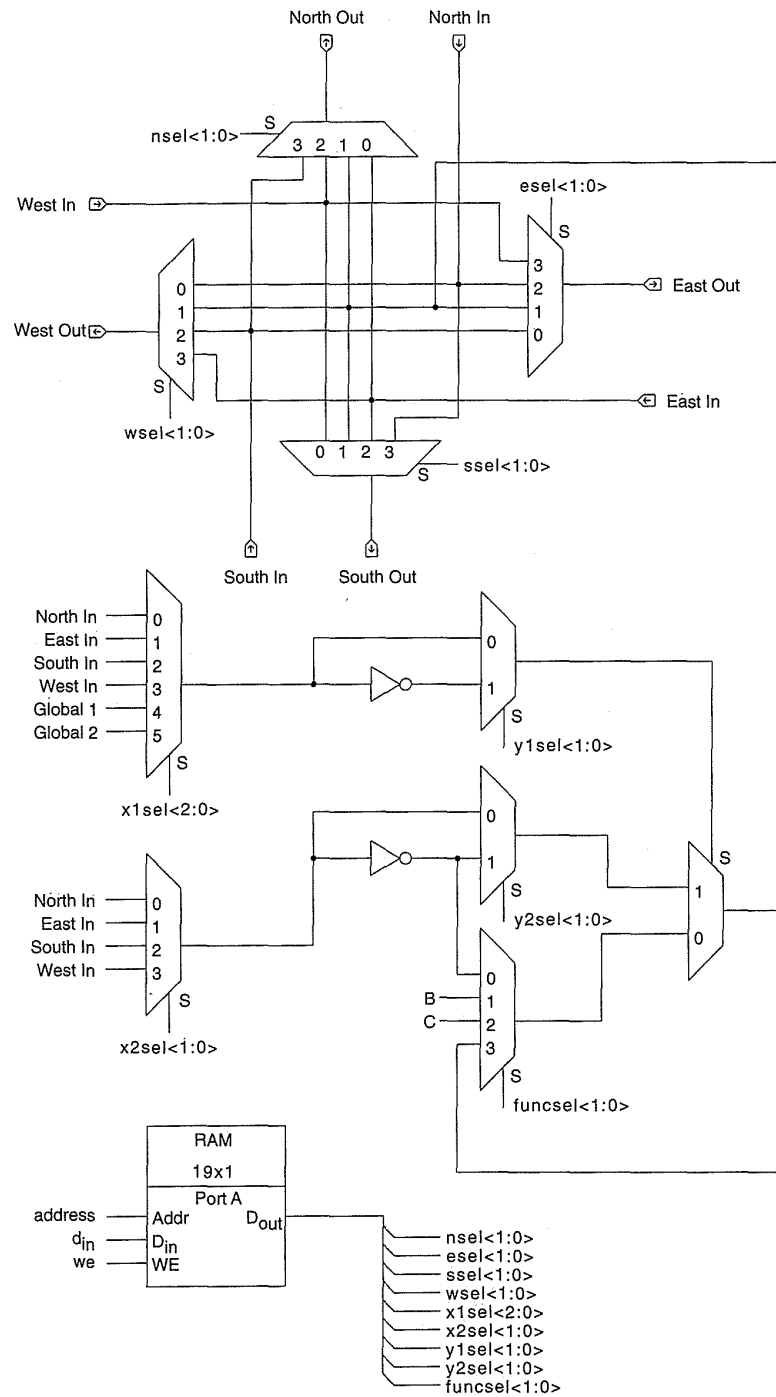 North Out North In
S
nsel<1:0>
3 2 1 0
esel<1:0>
West In
S
3
0 2 East Out
1 1
West Out 2 0
3
S
East In
wsel<1:0>
0 1 2 3
ssel<1:0>
S
South In South Out
North In 0
East In 1 0
South In 2
West In 3 1
Global 1 4
Global 2 5 S
S y1sel<1:0>
x1sel<2:0>
0
1 S
North In 0 S 1
East In 1 y2sel<1:0>
South In 2 0
West In 3 0
S B 1
C 2
x2sel<1:0> 3
S
funcsel<1:0>
RAM
19x1
Port A
address Addr Dout
din Din
we WE
nsel<1:0>
esel<1:0>
ssel<1:0>
wsel<1:0>
x1sel<2:0>
x2sel<1:0>
y1sel<1:0>
y2sel<1:0>
funcsel<1:0>